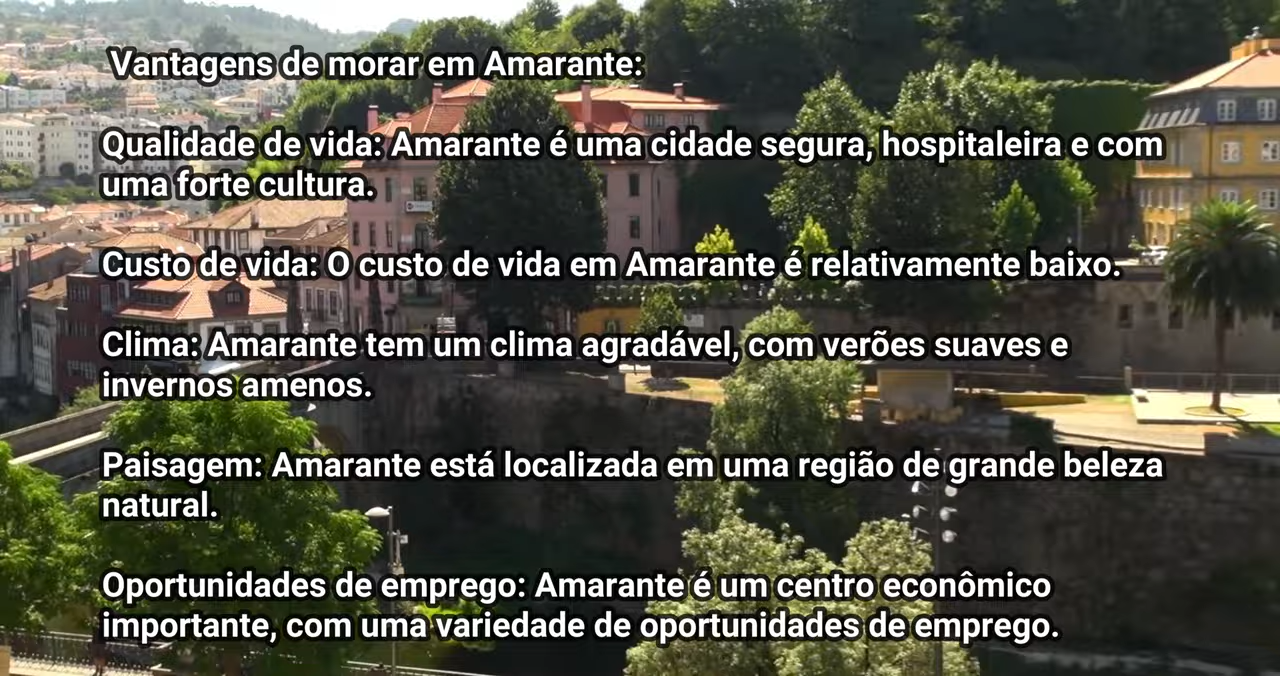 Vantagens de morar em Amarante:
Qualidade de vida: Amarante é uma cidade segura, hospitaleira e com
uma forte cultura.
Custo de vida: O custo de vida em Amarante é relativamente baixo.
Clima: Amarante tem um clima agradável, com verões suaves e
invernos amenos.
Paisagem: Amarante está localizada em uma região de grande beleza
natural.
Oportunidades de emprego: Amarante é um centro econômico
importante, com uma variedade de oportunidades de emprego.